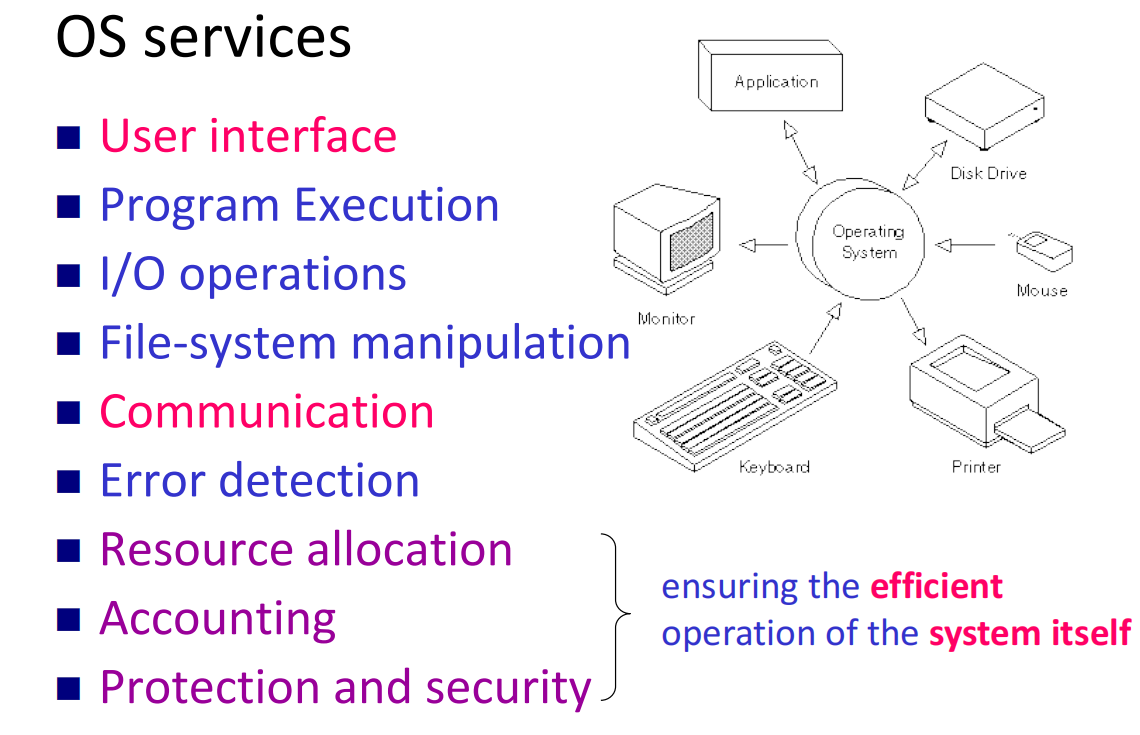 OS services
User interface
Program Execution
I/O operations
File-system manipulation
Communication
Error detection
Resource allocation
Accounting
Protection and security
ensuring the efficient
operation of the system itself
Application
Disk Drive
Operating
System
Mouse
Monitor
Keyboard
Printer